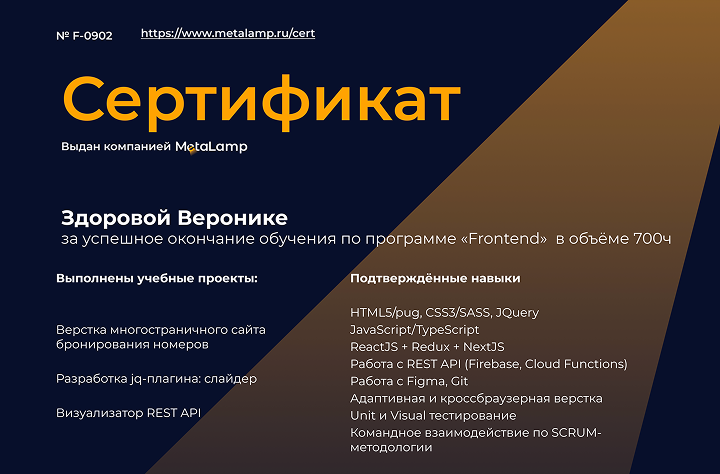 № F-0902
https://www.metalamp.ru/cert
Сертификат
Выдан компанией MetaLamp
Здоровой Веронике
за успешное окончание обучения по программе «Frontend» в объёме 700ч
Выполнены учебные проекты:
Верстка многостраничного сайта
бронирования номеров
Разработка jq-плагина: слайдер
Визуализатор REST API
Подтверждённые навыки
HTML5/pug, CSS3/SASS, JQuery
JavaScript/TypeScript
ReactJS + Redux + NextJS
Работа с REST API (Firebase, Cloud Functions)
Работа с Figma, Git
Адаптивная и кроссбраузерная верстка
Unit и Visual тестирование
Командное взаимодействие по SCRUM-
методологии